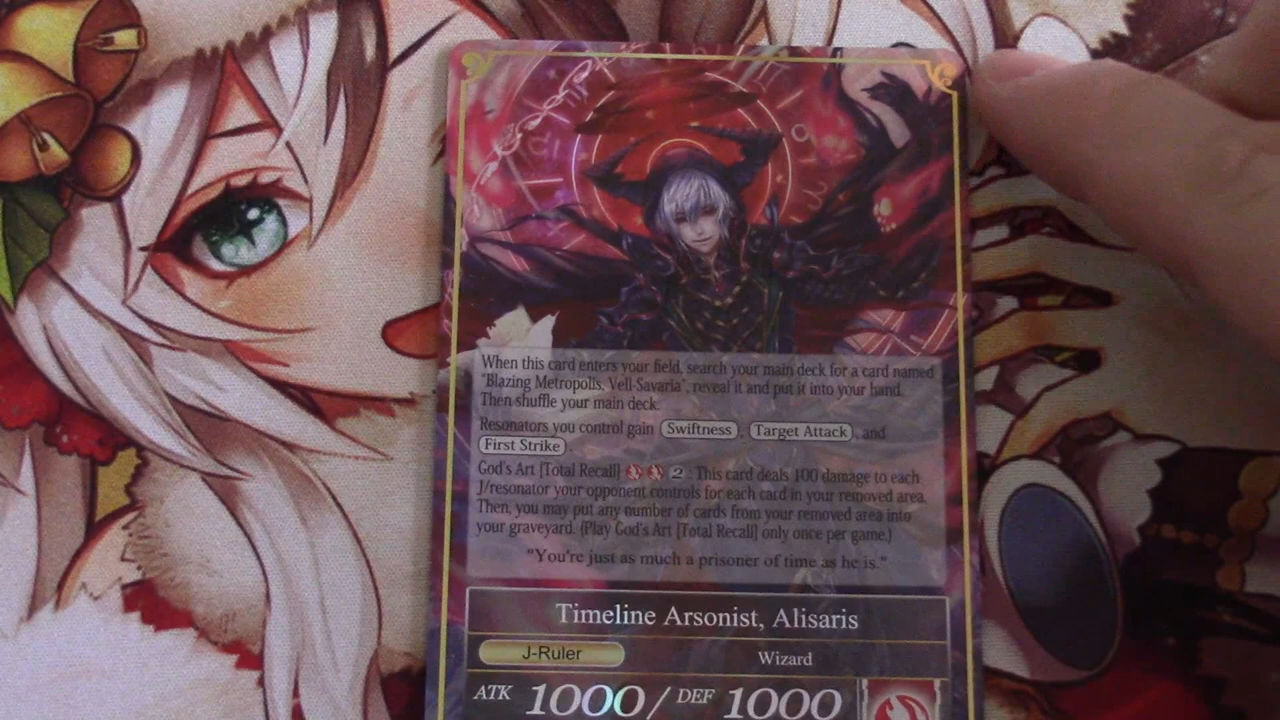 When this card enters your field, search your main deck for a card named
"Blazing Metropolis, Vell-Savaria", reveal it and put it into your hand.
Then shuffle your main deck.
Resonators you control gain Swiftness, Target Attack, and
First Strike.
God's Art [Total Recall] 2 : This card deals 100 damage to each
J/resonator your opponent controls for each card in your removed area.
Then, you may put any number of cards from your removed area into
your graveyard. (Play God's Art [Total Recall] only once per game.)
"You're just as much a prisoner of time as he is."
Timeline Arsonist, Alisaris
J-Ruler Wizard
ATK 1000 / DEF 1000